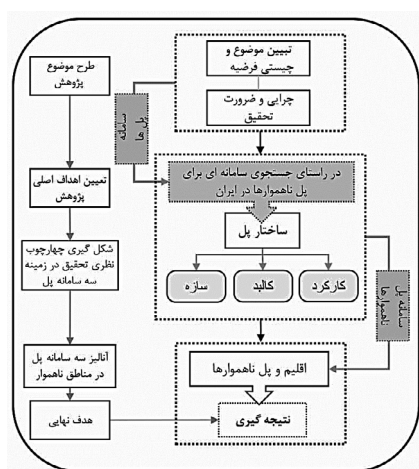 طرح موضوع
پژوهش
تبیین موضوع و
چیستی فرضیه
چرایی و ضرورت
تحقیق
سامانه
پل ها
تعیین اهداف اصلی
پژوهش
در راستای جستجوی سامانه ای برای
پل ناهموارها در ایران
ساختار پل
شکل گیری چهارچوب
نظری تحقیق در زمینه
سه سامانه پل
کارکرد
کالبد
سازه
سامانه پل
ناهموارها
آنالیز سه سامانه پل
در مناطق ناهموار
اقلیم و پل ناهموارها
هدف نهایی
نتیجه گیری